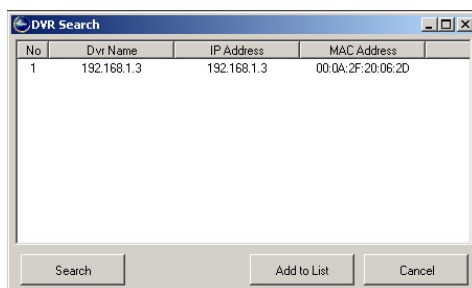 DVR Search
No Dvr Name IP Address MAC Address
1 192.168.1.3 192.168.1.3 00:0A:2F:20:06:2D
Search Add to List Cancel